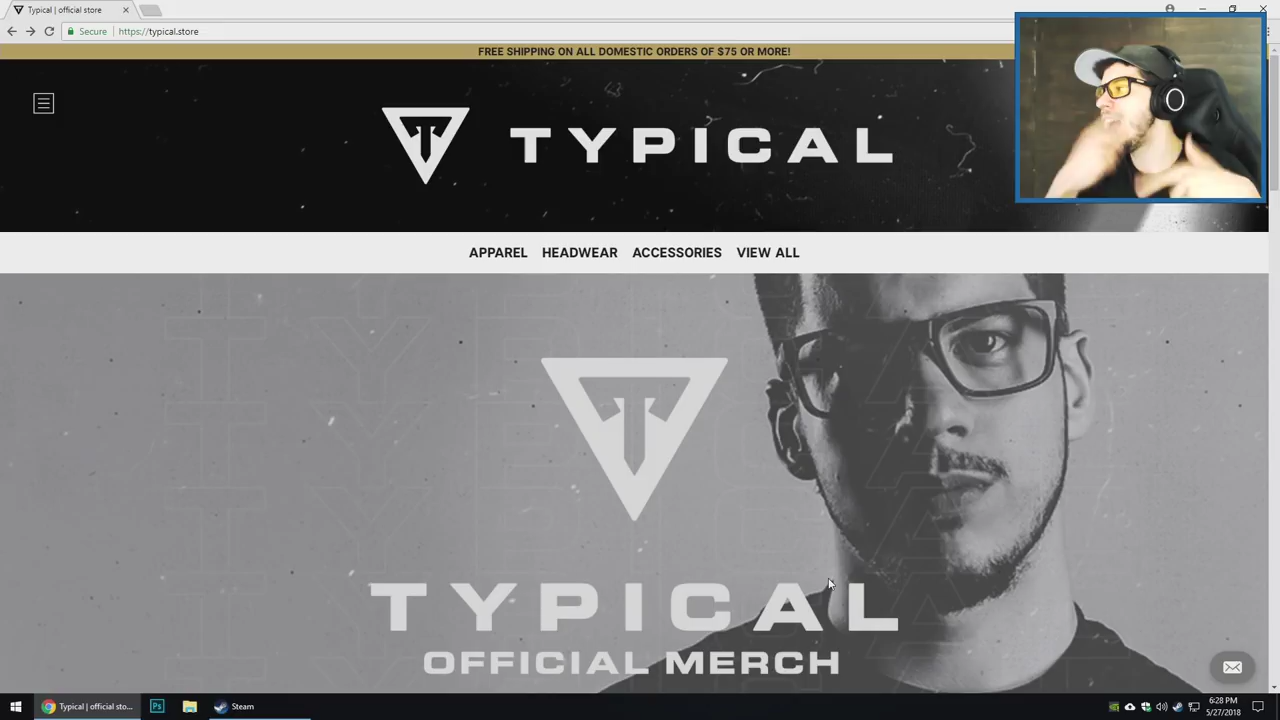 Typical | official store
Secure
https://typical.store
FREE SHIPPING ON ALL DOMESTIC ORDERS OF $75 OR MORE!
TYPICAL
APPAREL HEADWEAR ACCESSORIES VIEW ALL
TYPICAL
OFFICIAL MERCH
Ps
Typical | official sto...
Steam
6:28 PM
5/27/2018